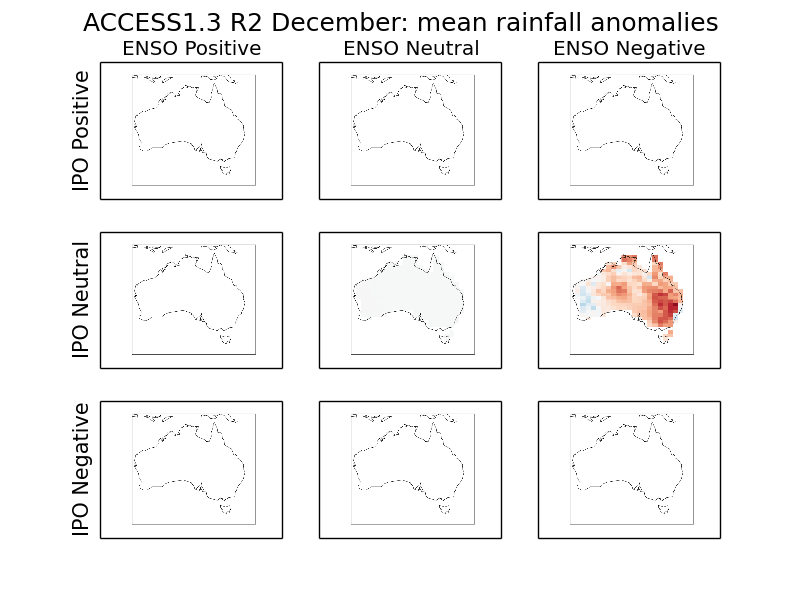 ACCESS1.3 R2 December: mean rainfall anomalies
ENSO Positive
ENSO Neutral
ENSO Negative
IPO Positive
IPO Neutral
IPO Negative